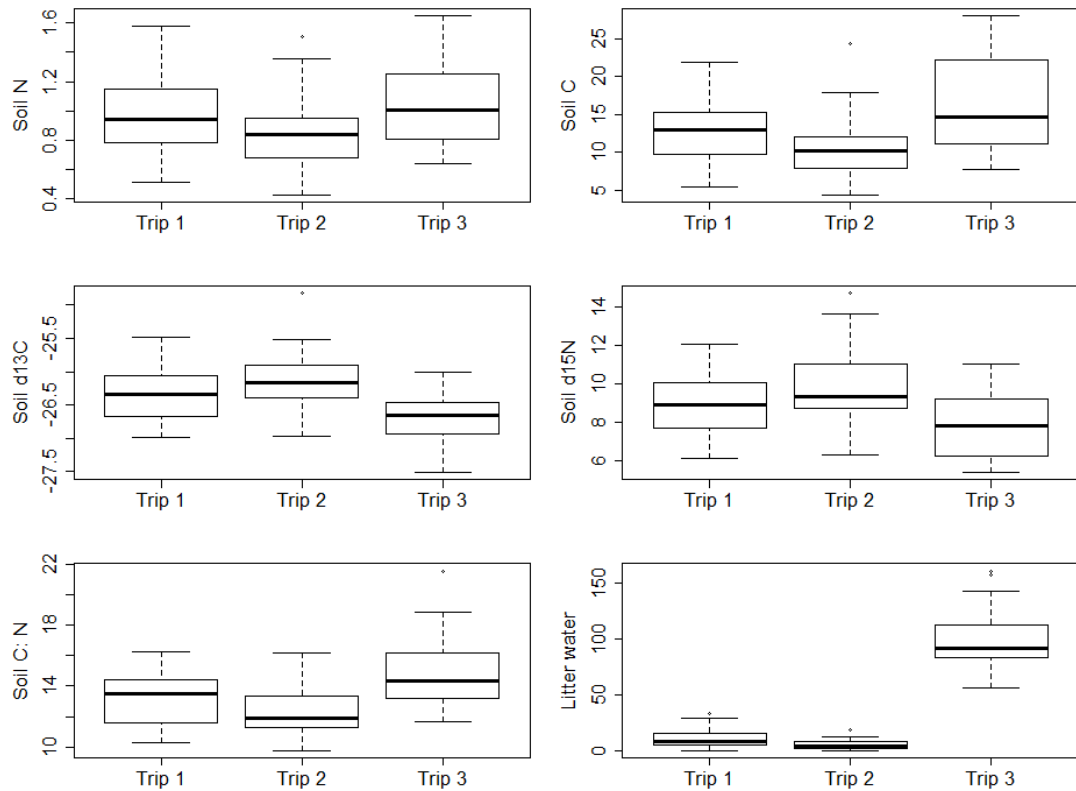 Soil N
0.4 0.8 1.2 1.6
Trip 1 Trip 2 Trip 3
Soil C
5 10 15 20 25
Trip 1 Trip 2 Trip 3
Soil d13C
-27.5 -26.5 -25.5
Trip 1 Trip 2 Trip 3
Soil d15N
6 8 10 12 14
Trip 1 Trip 2 Trip 3
Soil C: N
10 14 18 22
Trip 1 Trip 2 Trip 3
Litter water
0 50 100 150
Trip 1 Trip 2 Trip 3